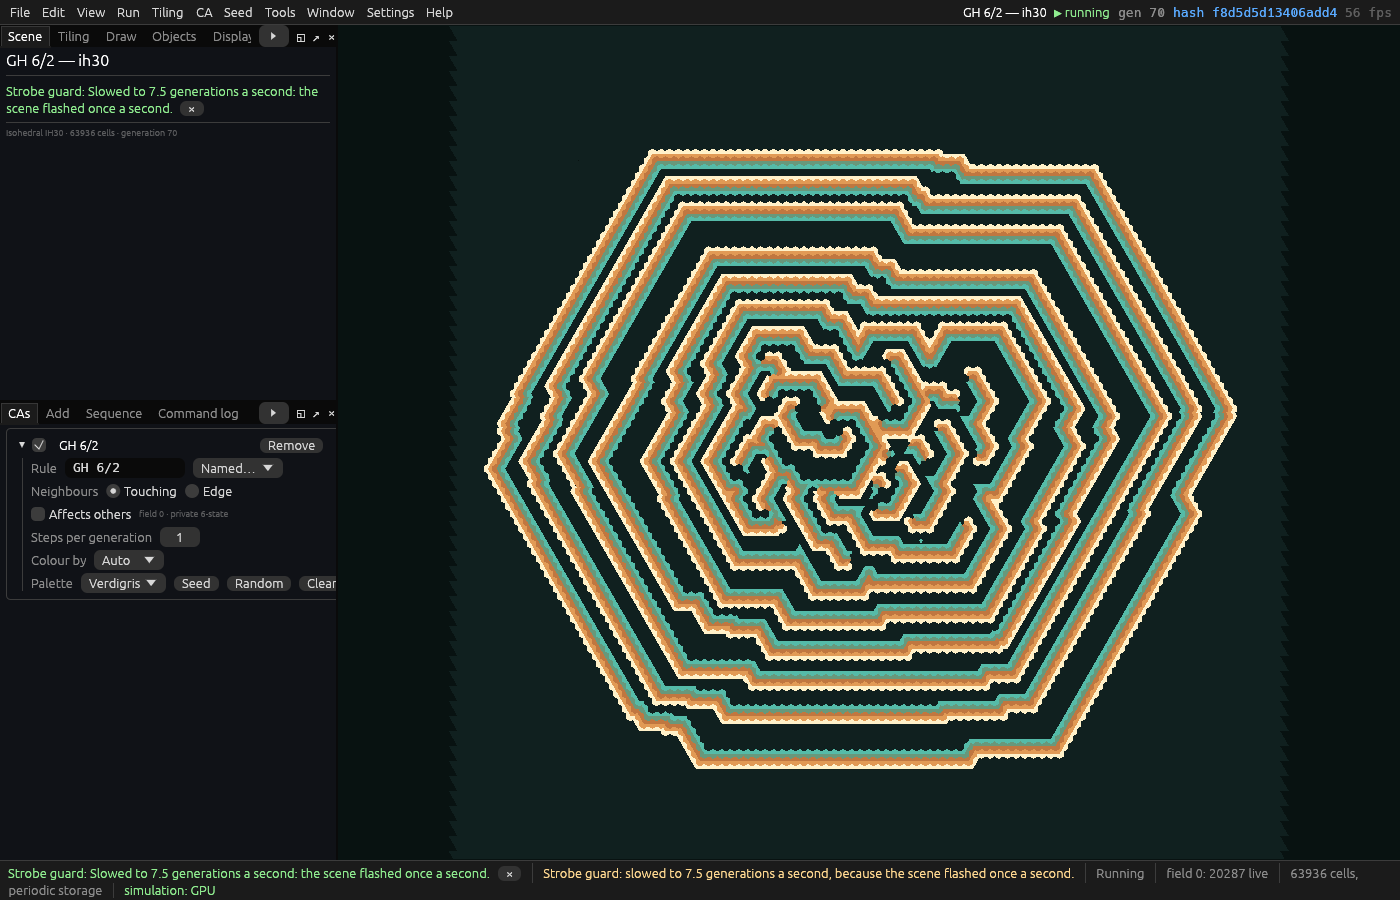 File Edit View Run Tiling CA Seed Tools Window Settings Help
GH 6/2 — ih30 ▶ running gen 70 hash f8d5d5d13406add4 56 fps
Scene Tiling Draw Objects Display
GH 6/2 — ih30
Strobe guard: Slowed to 7.5 generations a second: the
scene flashed once a second. ×
Isohedral IH30 · 63936 cells · generation 70
CAs Add Sequence Command log
GH 6/2 Remove
Rule GH 6/2 Named...
Neighbours Touching Edge
Affects others field 0 · private 6-state
Steps per generation 1
Colour by Auto
Palette Verdigris Seed Random Clear
Strobe guard: Slowed to 7.5 generations a second: the scene flashed once a second. × Strobe guard: slowed to 7.5 generations a second, because the scene flashed once a second. Running field 0: 20287 live 63936 cells,
periodic storage simulation: GPU